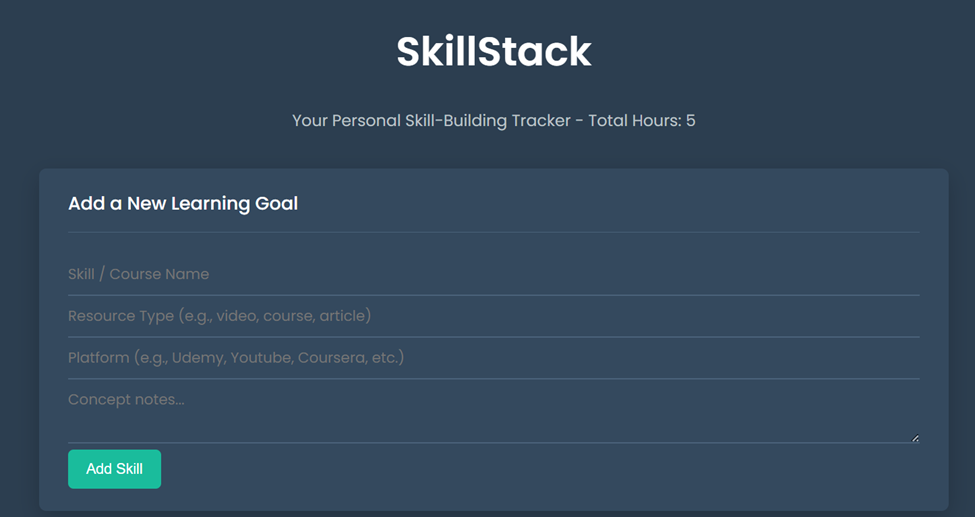 SkillStack
Your Personal Skill-Building Tracker - Total Hours: 5
Add a New Learning Goal
Skill / Course Name
Resource Type (e.g., video, course, article)
Platform (e.g., Udemy, Youtube, Coursera, etc.)
Concept notes...
Add Skill